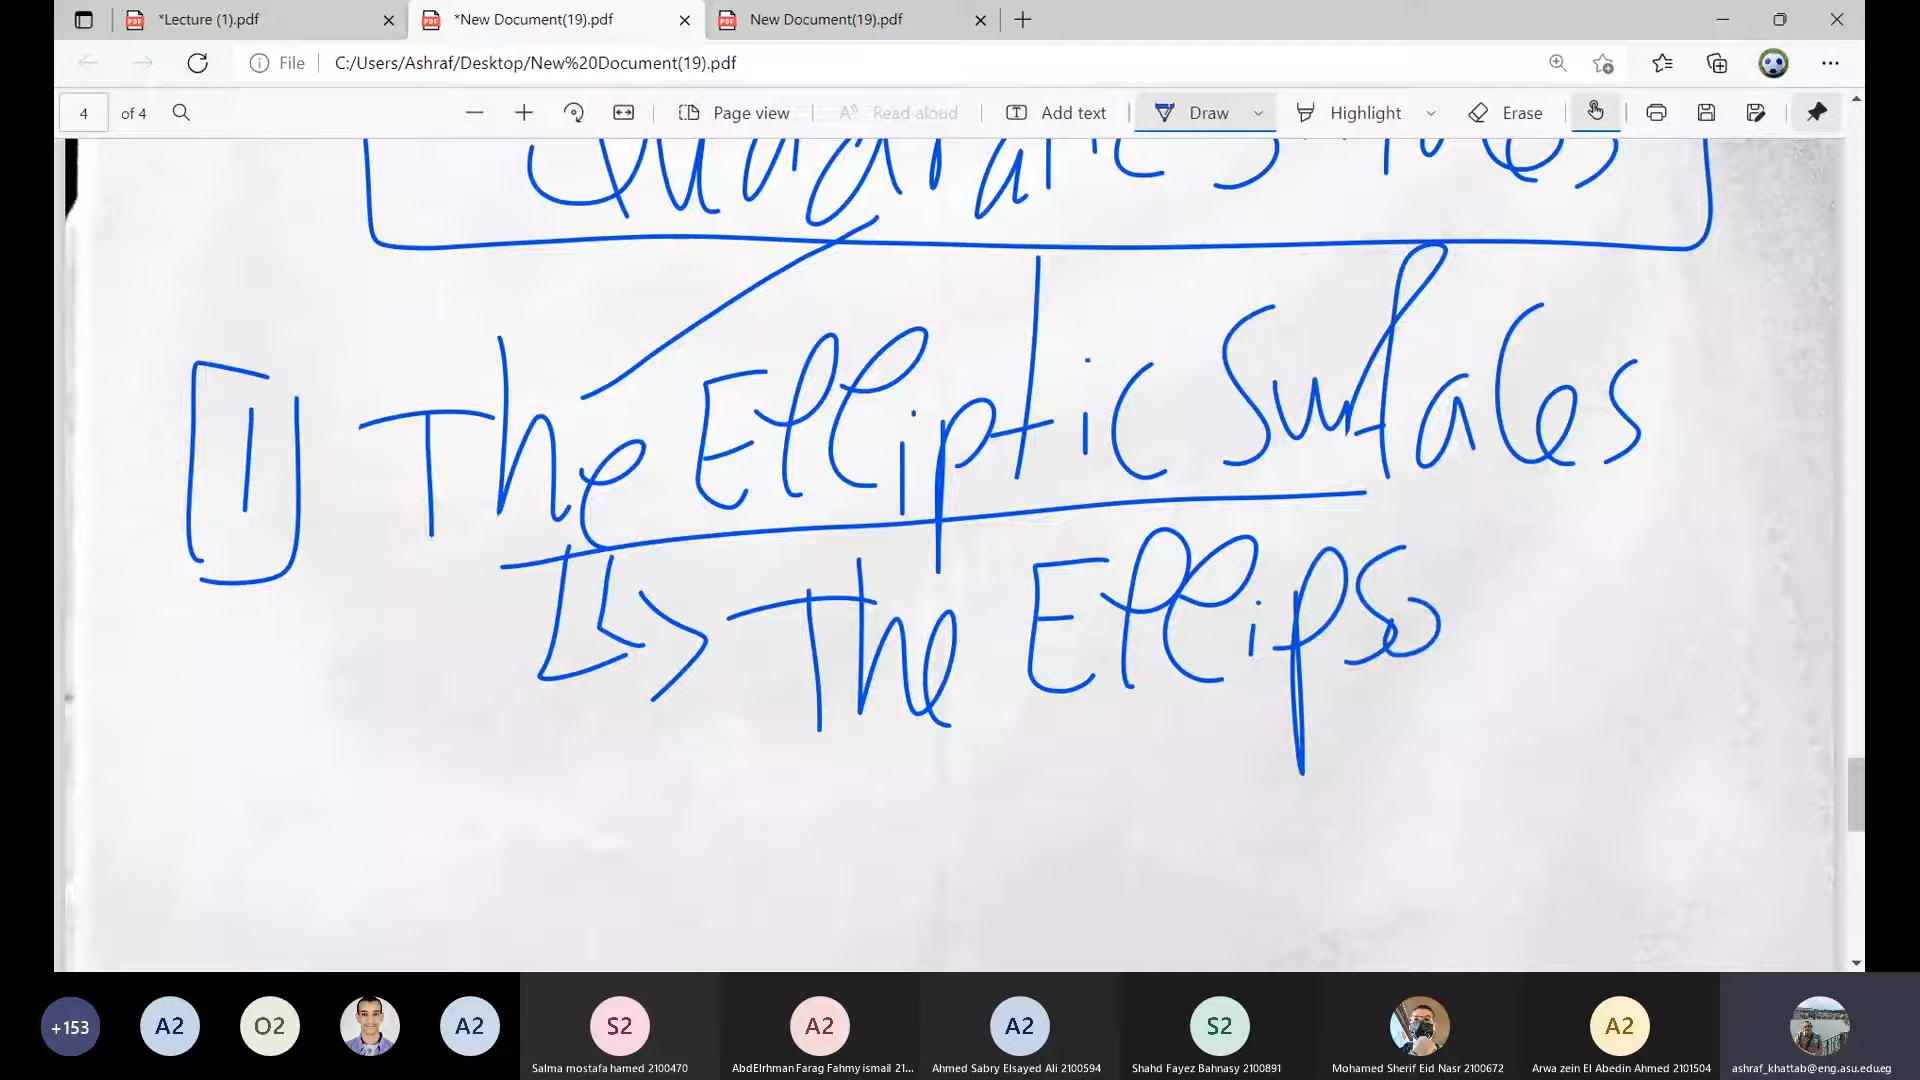 *Lecture (1).pdf
*New Document(19).pdf
New Document(19).pdf
File
C:/Users/Ashraf/Desktop/New%20Document(19).pdf
4 of 4
Page view
Read aloud
Add text
Draw
Highlight
Erase
1 The Elliptic Surfaces
The Ellipso
+153
A2
O2
A2
S2
A2
A2
S2
A2
Salma mostafa hamed 2100470
AbdElrhman Farag Fahmy ismail 21...
Ahmed Sabry Elsayed Ali 2100594
Shahd Fayez Bahnasy 2100891
Mohamed Sherif Eid Nasr 2100672
Arwa zein El Abedin Ahmed 2101504
ashraf_khattab@eng.asu.edu.eg